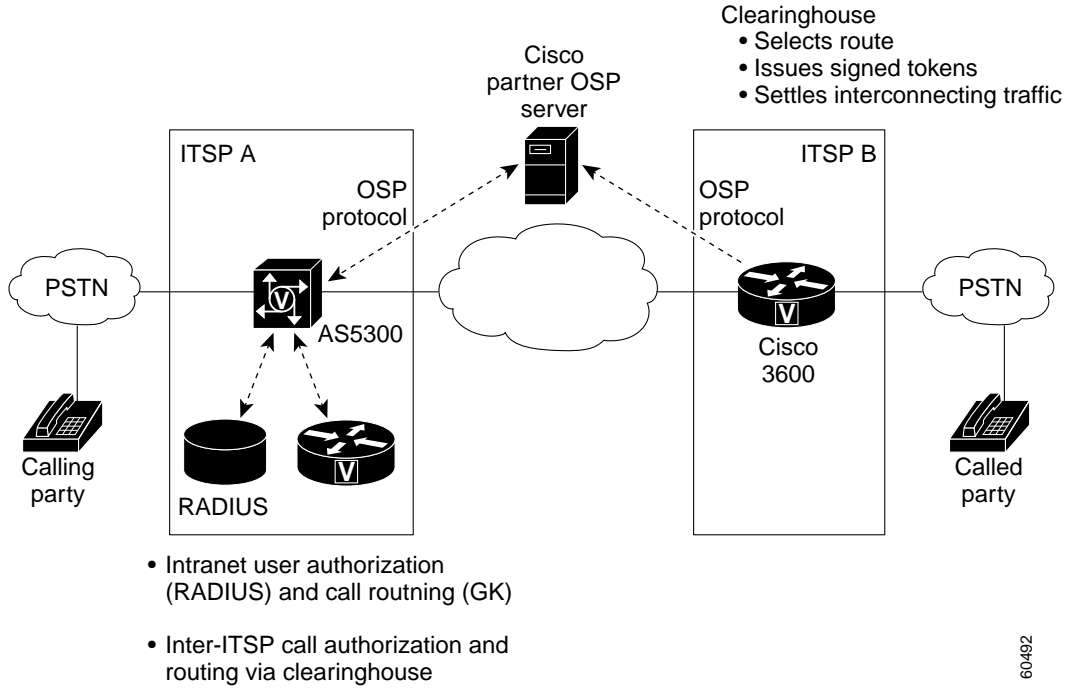 Clearinghouse
• Selects route
• Issues signed tokens
• Settles interconnecting traffic
Cisco
partner OSP
server
ITSP A
ITSP B
OSP
protocol
OSP
protocol
PSTN
V
AS5300
V
Cisco
3600
PSTN
Calling
party
RADIUS
V
Called
party
• Intranet user authorization
(RADIUS) and call routning (GK)
• Inter-ITSP call authorization and
routing via clearinghouse
60492